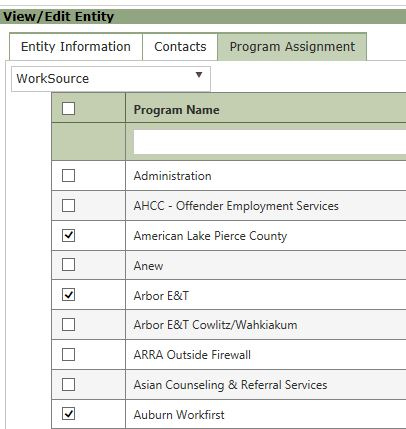 View/Edit Entity
Entity Information Contacts Program Assignment
WorkSource
Program Name
Administration
AHCC - Offender Employment Services
American Lake Pierce County
Anew
Arbor E&T
Arbor E&T Cowlitz/Wahkiakum
ARRA Outside Firewall
Asian Counseling & Referral Services
Auburn Workfirst